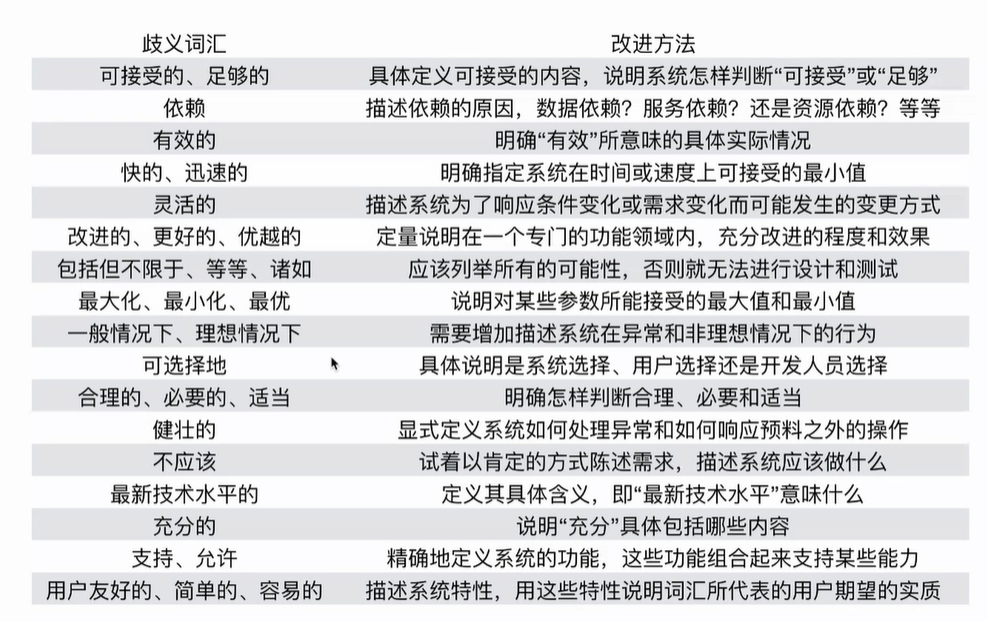 歧义词汇 改进方法
可接受的、足够的 具体定义可接受的内容，说明系统怎样判断“可接受”或“足够”
依赖 描述依赖的原因，数据依赖？服务依赖？还是资源依赖？等等
有效的 明确“有效”所意味的具体实际情况
快的、迅速的 明确指定系统在时间或速度上可接受的最小值
灵活的 描述系统为了响应条件变化或需求变化而可能发生的变更方式
改进的、更好的、优越的 定量说明在一个专门的功能领域内，充分改进的程度和效果
包括但不限于、等等、诸如 应该列举所有的可能性，否则就无法进行设计和测试
最大化、最小化、最优 说明对某些参数所能接受的最大值和最小值
一般情况下、理想情况下 需要增加描述系统在异常和非理想情况下的行为
可选择地 具体说明是系统选择、用户选择还是开发人员选择
合理的、必要的、适当 明确怎样判断合理、必要和适当
健壮的 显式定义系统如何处理异常和如何响应预料之外的操作
不应该 试着以肯定的方式陈述需求，描述系统应该做什么
最新技术水平的 定义其具体含义，即“最新技术水平”意味什么
充分的 说明“充分”具体包括哪些内容
支持、允许 精确地定义系统的功能，这些功能组合起来支持某些能力
用户友好的、简单的、容易的 描述系统特性，用这些特性说明词汇所代表的用户期望的实质